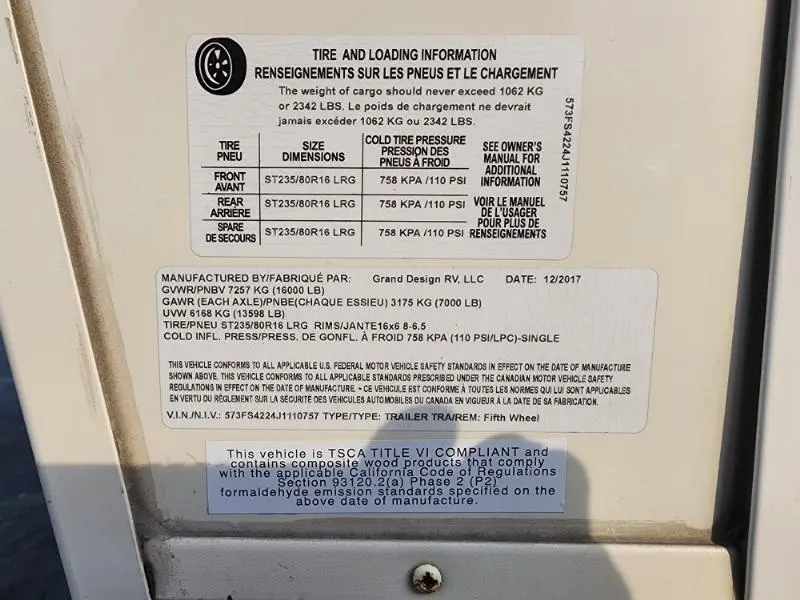 TIRE AND LOADING INFORMATION
RENSEIGNEMENTS SUR LES PNEUS ET LE CHARGEMENT
The weight of cargo should never exceed 1062 KG
or 2342 LBS. Le poids de chargement ne devrait
jamais excéder 1062 KG ou 2342 LBS.
TIRE
PNEU
SIZE
DIMENSIONS
COLD TIRE PRESSURE
PRESSION DES
PNEUS À FROID
FRONT
AVANT
ST235/80R16 LRG
758 KPA /110 PSI
REAR
ARRIÈRE
ST235/80R16 LRG
758 KPA /110 PSI
SPARE
DE SECOURS
ST235/80R16 LRG
758 KPA /110 PSI
SEE OWNER'S
MANUAL FOR
ADDITIONAL
INFORMATION
VOIR LE MANUEL
DE L'USAGER
POUR PLUS DE
RENSEIGNEMENTS
573FS4224J1110757
MANUFACTURED BY/FABRIQUÉ PAR: Grand Design RV, LLC DATE: 12/2017
GVWR/PNBV 7257 KG (16000 LB)
GAWR (EACH AXLE)/PNBE(CHAQUE ESSIEU) 3175 KG (7000 LB)
UVW 6168 KG (13598 LB)
TIRE/PNEU ST235/80R16 LRG RIMS/JANTE16x6 8-6.5
COLD INFL. PRESS/PRESS. DE GONFL. À FROID 758 KPA (110 PSI/LPC)-SINGLE
THIS VEHICLE CONFORMS TO ALL APPLICABLE U.S. FEDERAL MOTOR VEHICLE SAFETY STANDARDS IN EFFECT ON THE DATE OF MANUFACTURE
SHOWN ABOVE. THIS VEHICLE CONFORMS TO ALL APPLICABLE STANDARDS PRESCRIBED UNDER THE CANADIAN MOTOR VEHICLE SAFETY
REGULATIONS IN EFFECT ON THE DATE OF MANUFACTURE. - CE VÉHICULE EST CONFORME À TOUTES LES NORMES QUI LUI SONT APPLICABLES
EN VERTU DU RÉGLEMENT SUR LA SÉCURITÉ DES VÉHICULES AUTOMOBILES DU CANADA EN VIGUEUR À LA DATE DE SA FABRICATION.
V.I.N./N.I.V.: 573FS4224J1110757 TYPE/TYPE: TRAILER TRA/REM: Fifth Wheel
This vehicle is TSCA TITLE VI COMPLIANT and
contains composite wood products that comply
with the applicable California Code of Regulations
Section 93120.2(a) Phase 2 (P2)
formaldehyde emission standards specified on the
above date of manufacture.